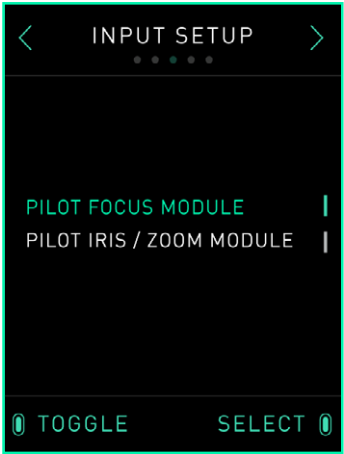 INPUT SETUP
PILOT FOCUS MODULE
PILOT IRIS / ZOOM MODULE
TOGGLE SELECT